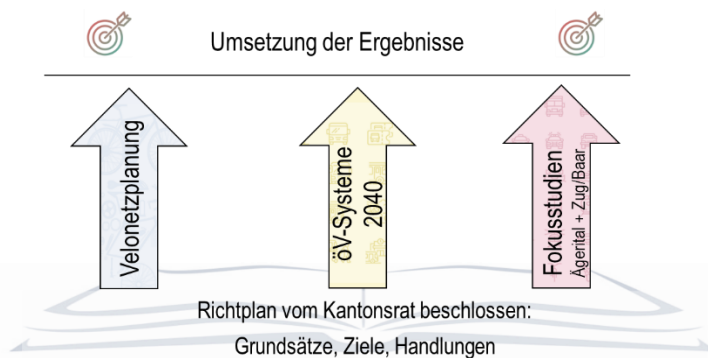 Umsetzung der Ergebnisse
Velonetzplanung
öV-Systeme
2040
Fokusstudien
Ägerital + Zug/Baar
Richtplan vom Kantonsrat beschlossen:
Grundsätze, Ziele, Handlungen